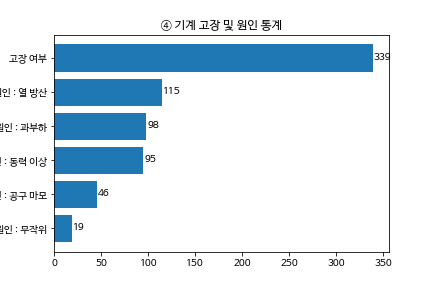 ④ 기계 고장 및 원인 통계
고장 여부
339
인 : 열 방산
115
원인 : 과부하
98
: 동력 이상
95
: 공구 마모
46
원인 : 무작위
19
0 50 100 150 200 250 300 350